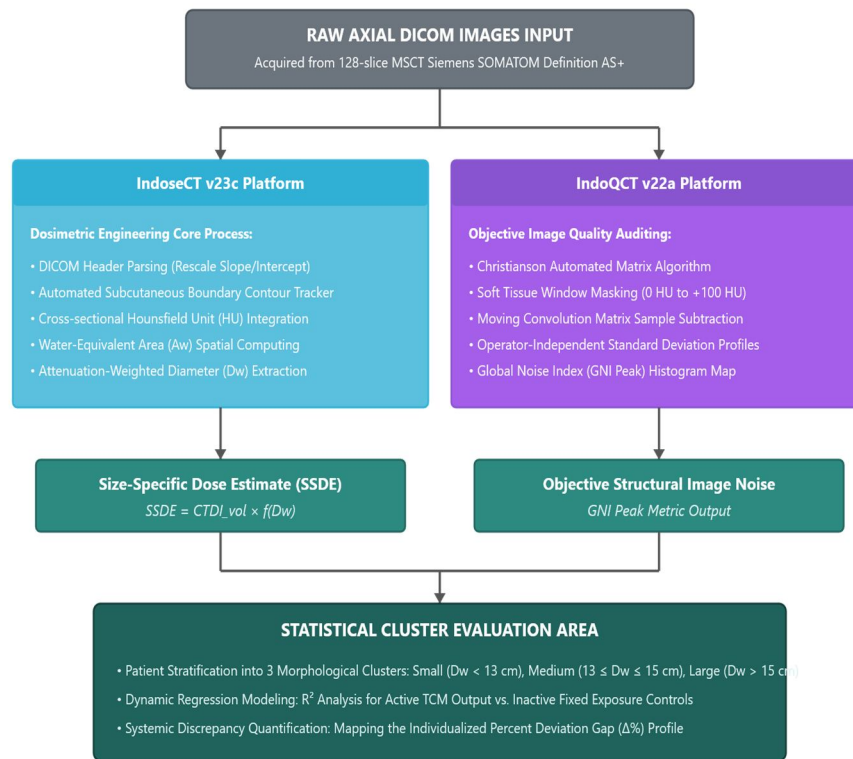 RAW AXIAL DICOM IMAGES INPUT
Acquired from 128-slice MSCT Siemens SOMATOM Definition AS+
IndoseCT v23c Platform
Dosimetric Engineering Core Process:
• DICOM Header Parsing (Rescale Slope/Intercept)
• Automated Subcutaneous Boundary Contour Tracker
• Cross-sectional Hounsfield Unit (HU) Integration
• Water-Equivalent Area (Aw) Spatial Computing
• Attenuation-Weighted Diameter (Dw) Extraction
IndoQCT v22a Platform
Objective Image Quality Auditing:
• Christianson Automated Matrix Algorithm
• Soft Tissue Window Masking (0 HU to +100 HU)
• Moving Convolution Matrix Sample Subtraction
• Operator-Independent Standard Deviation Profiles
• Global Noise Index (GNI Peak) Histogram Map
Size-Specific Dose Estimate (SSDE)
SSDE = CTDI_vol × f(Dw)
Objective Structural Image Noise
GNI Peak Metric Output
STATISTICAL CLUSTER EVALUATION AREA
• Patient Stratification into 3 Morphological Clusters: Small (Dw < 13 cm), Medium (13 ≤ Dw ≤ 15 cm), Large (Dw > 15 cm)
• Dynamic Regression Modeling: R² Analysis for Active TCM Output vs. Inactive Fixed Exposure Controls
• Systemic Discrepancy Quantification: Mapping the Individualized Percent Deviation Gap (Δ%) Profile